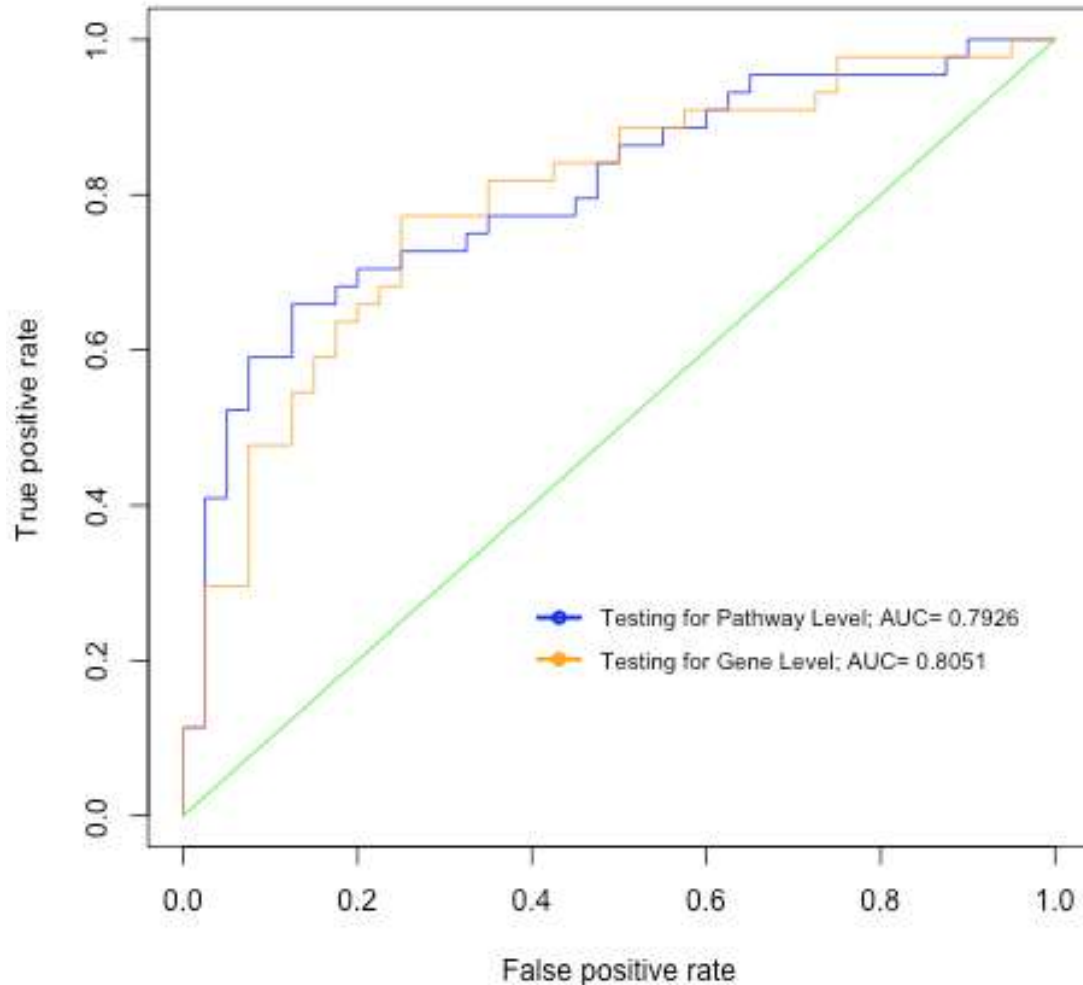 1.0
0.8
0.6
0.4
0.2
0.0
True positive rate
Testing for Pathway Level; AUC= 0.7926
Testing for Gene Level; AUC= 0.8051
0.0 0.2 0.4 0.6 0.8 1.0
False positive rate